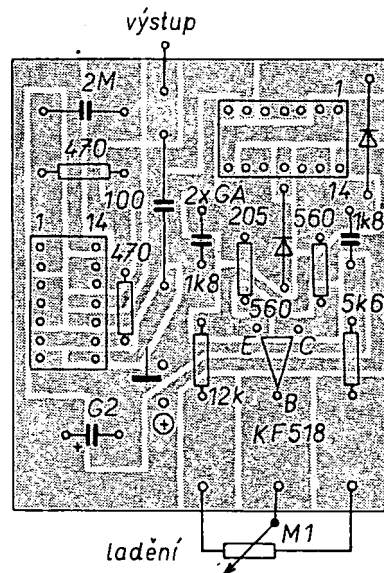 výstup
2M
1
470
100
2xGA
14
1
14
470
205
560
1k8
1k8
560
5k6
E
C
12k
B
G2
+
+
KF518
M1
ladění